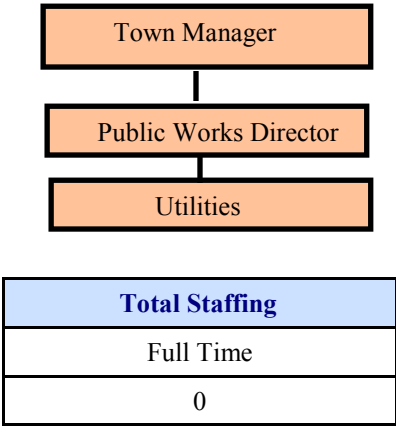 Town Manager
Public Works Director
Utilities
Total Staffing
Full Time
0